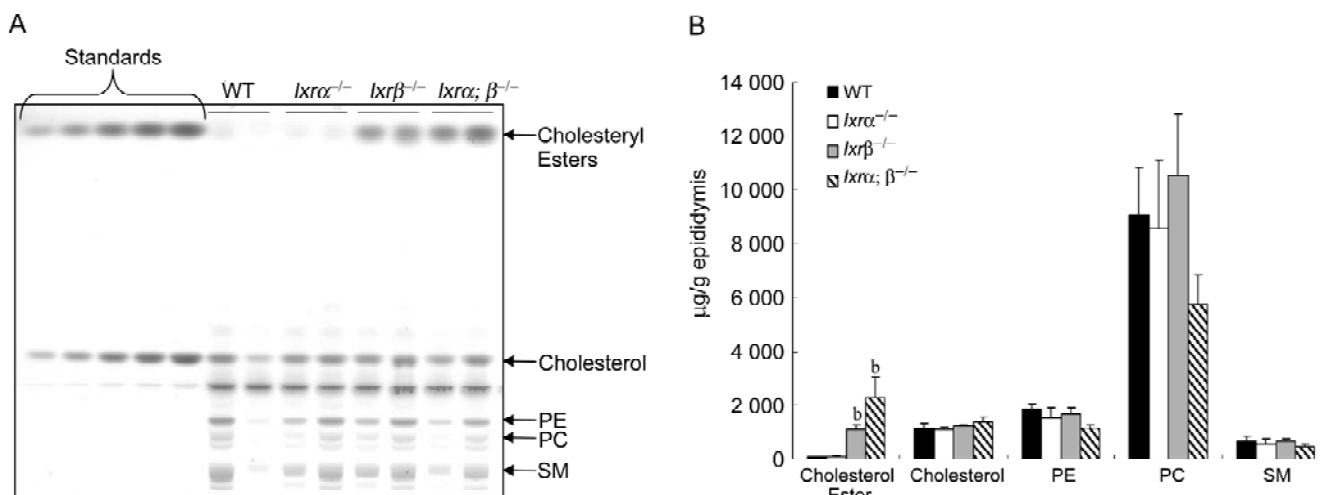 A
Standards
WT
lxrα−/−
lxrβ−/−
lxrα; β−/−
Cholesteryl
Esters
Cholesterol
PE
PC
SM
B
14 000
12 000
10 000
8 000
6 000
4 000
2 000
0
μg/g epididymis
WT
lxrα−/−
lxrβ−/−
lxrα; β−/−
b
b
Cholesterol
Ester
Cholesterol
PE
PC
SM